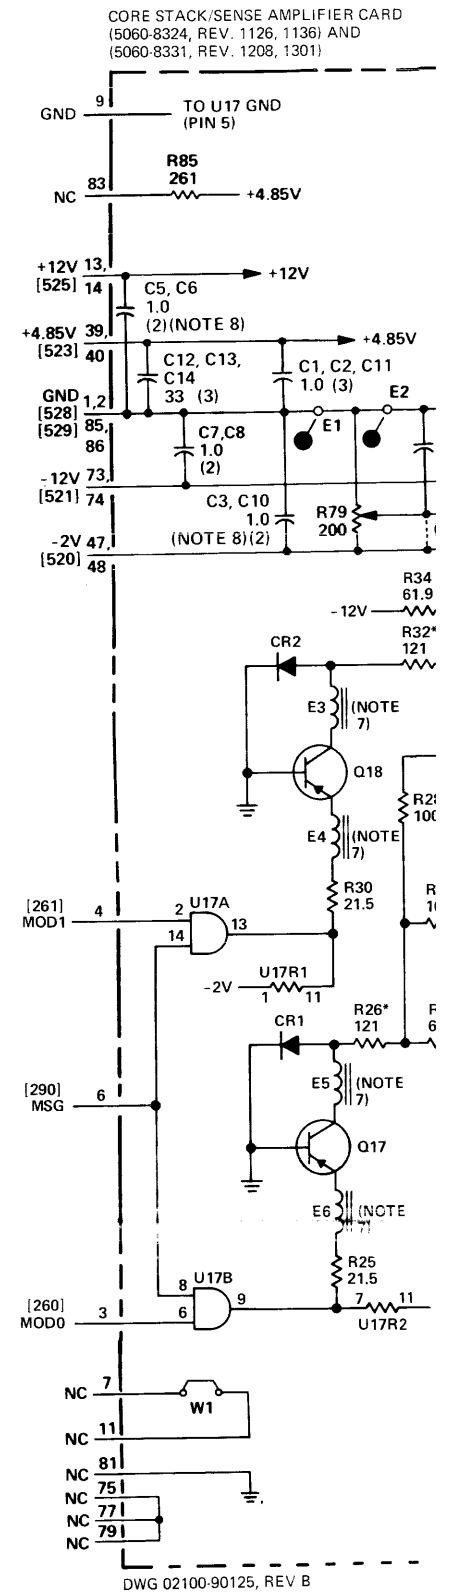 CORE STACK/SENSE AMPLIFIER CARD
(5060-8324, REV. 1126, 1136) AND
(5060-8331, REV. 1208, 1301)
GND 9 TO U17 GND
(PIN 5)
R85
261
NC 83 +4.85V
+12V 13, +12V
[525] 14
C5, C6
1.0
(2)(NOTE 8)
+4.85V 39, +4.85V
[523] 40
C12, C13,
C14
33 (3)
C1, C2, C11
1.0 (3)
GND
[528] 1,2
[529] 85,
86
E1
E2
C7,C8
1.0
(2)
-12V 73,
[521] 74
C3, C10
1.0
(NOTE 8)(2)
R79
200
-2V 47,
[520] 48
R34
61.9
-12V
R32*
121
CR2
E3 (NOTE
7)
Q18
E4 (NOTE
7)
R30
21.5
[261]
MOD1 4
2 U17A
14
13
U17R1
-2V
1 11
CR1
R26*
121
[290]
MSG 6
E5 (NOTE
7)
Q17
E6 (NOTE
7)
R25
21.5
U17B
8
6
9
[260]
MOD0 3
7 11
U17R2
NC 7
W1
NC 11
NC 81
NC 75
NC 77
NC 79
DWG 02100-90125, REV B